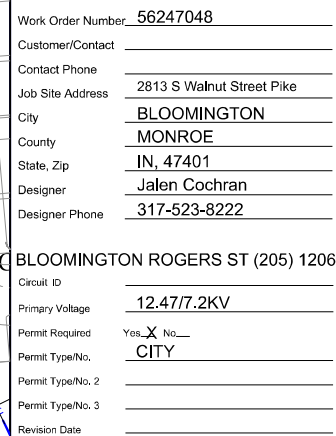 Work Order Number 56247048
Customer/Contact
Contact Phone
Job Site Address 2813 S Walnut Street Pike
City BLOOMINGTON
County MONROE
State, Zip IN, 47401
Designer Jalen Cochran
Designer Phone 317-523-8222
BLOOMINGTON ROGERS ST (205) 1206
Circuit ID
Primary Voltage 12.47/7.2KV
Permit Required Yes X No
Permit Type/No. CITY
Permit Type/No. 2
Permit Type/No. 3
Revision Date